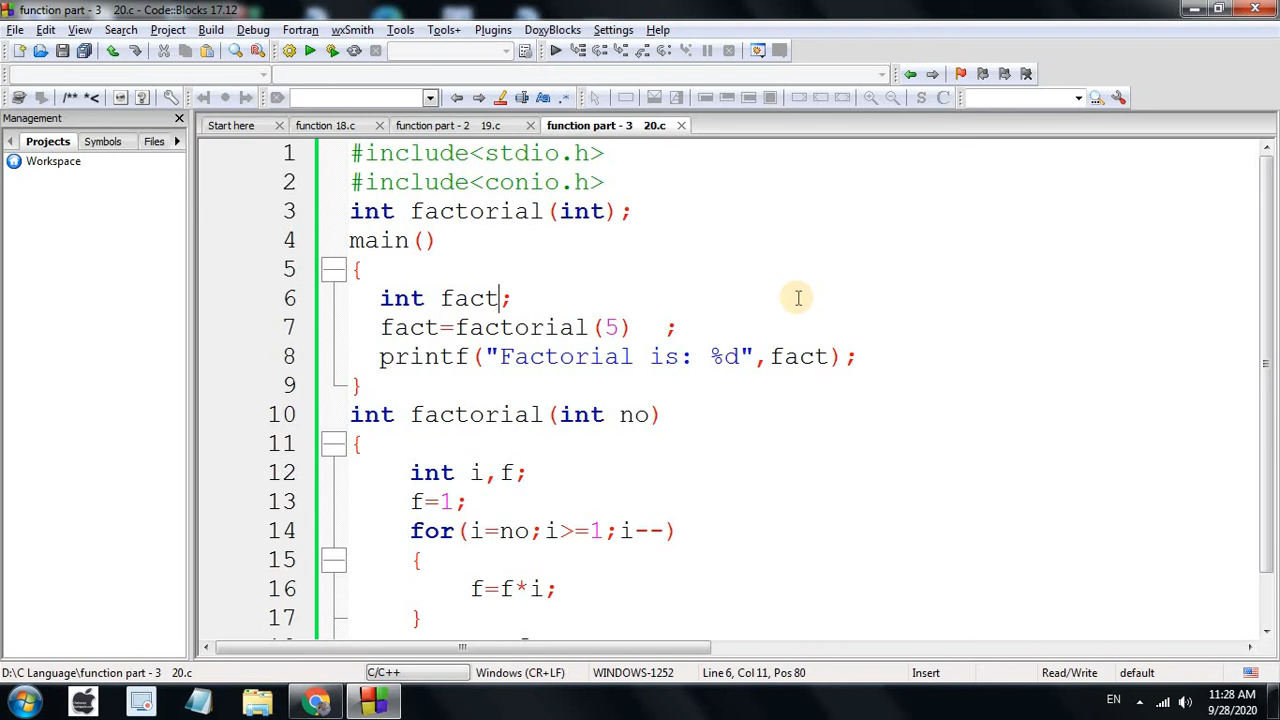 function part - 3    20.c - Code::Blocks 17.12
File Edit View Search Project Build Debug Fortran wxSmith Tools Tools+ Plugins DoxyBlocks Settings Help
/** *<
S C
Management
Start here function 18.c function part - 2   19.c function part - 3   20.c
Projects Symbols Files
Workspace
1 #include<stdio.h>
2 #include<conio.h>
3 int factorial(int);
4 main()
5 {
6   int fact;
7   fact=factorial(5)  ;
8   printf("Factorial is: %d",fact);
9 }
10 int factorial(int no)
11 {
12     int i,f;
13     f=1;
14     for(i=no;i>=1;i--)
15     {
16         f=f*i;
17     }
D:\C Language\function part - 3    20.c C/C++ Windows (CR+LF) WINDOWS-1252 Line 6, Col 11, Pos 80 Insert Read/Write default
EN 11:28 AM
9/28/2020